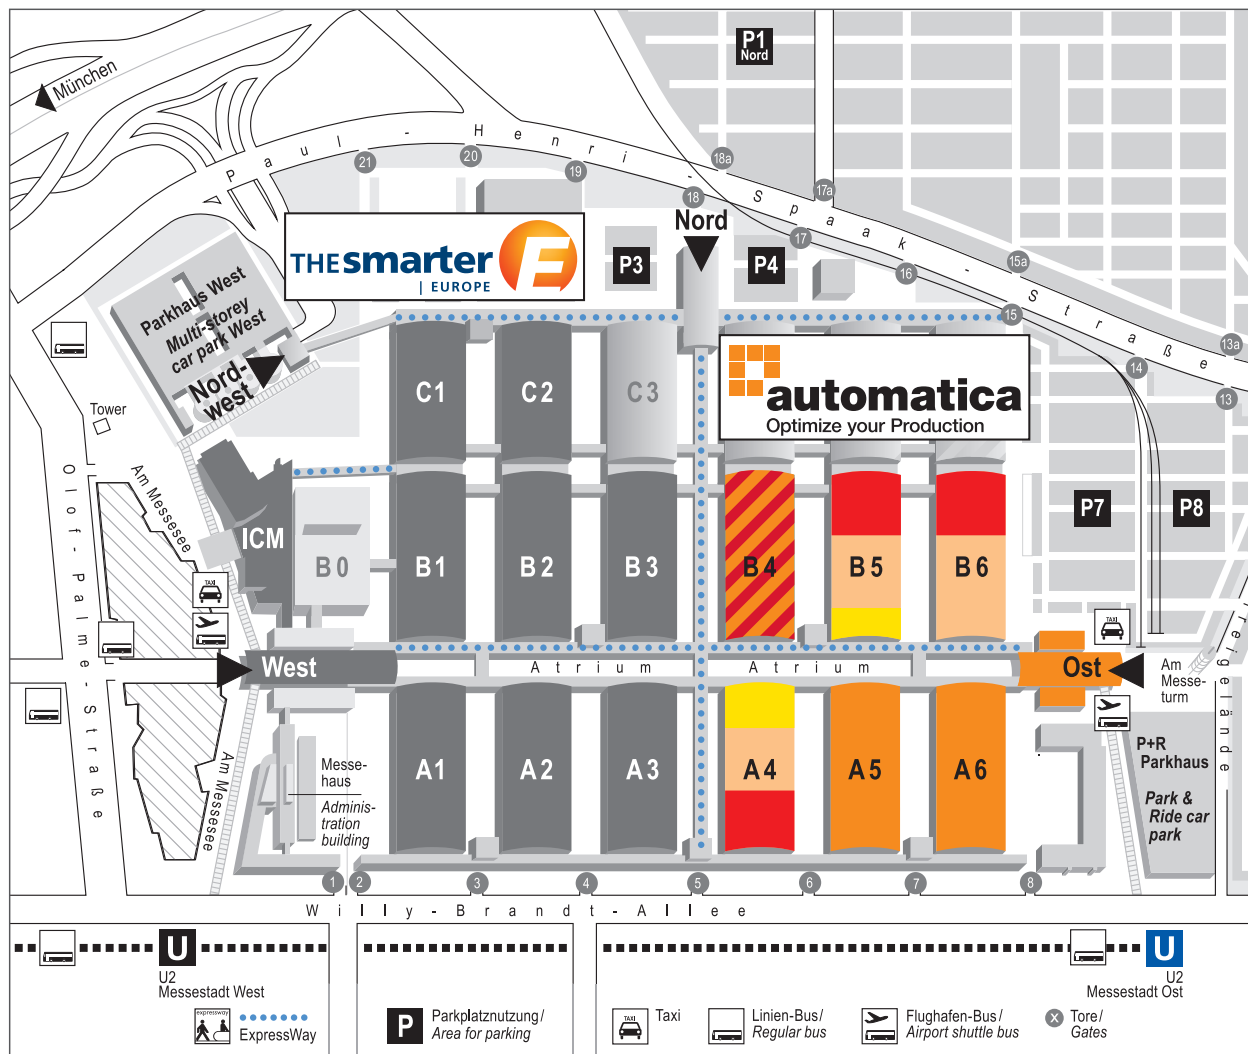 P1
Nord
München
Paul-Henri-Spaak-Straße
21
20
19
18a
18
17a
17
16
15a
15
14
13a
13
Nord
THE smarter E
| EUROPE
P3
P4
Parkhaus West
Multi-storey
car park West
Nord-
west
automatica
Optimize your Production
C1
C2
C3
Tower
Am Messesee
Olof-Palme-Straße
ICM
B0
B1
B2
B3
B4
B5
B6
P7
P8
TAXI
TAXI
West
Atrium
Atrium
Ost
Am
Messe-
turm
A1
A2
A3
A4
A5
A6
Am Messesee
Messe-
haus
Adminis-
tration
building
P+R
Parkhaus
Park &
Ride car
park
1
2
3
4
5
6
7
8
Willy-Brandt-Allee
U
U2
Messestadt West
U
U2
Messestadt Ost
expressway
ExpressWay
P
Parkplatznutzung/
Area for parking
TAXI
Taxi
Linien-Bus/
Regular bus
Flughafen-Bus/
Airport shuttle bus
X
Tore/
Gates